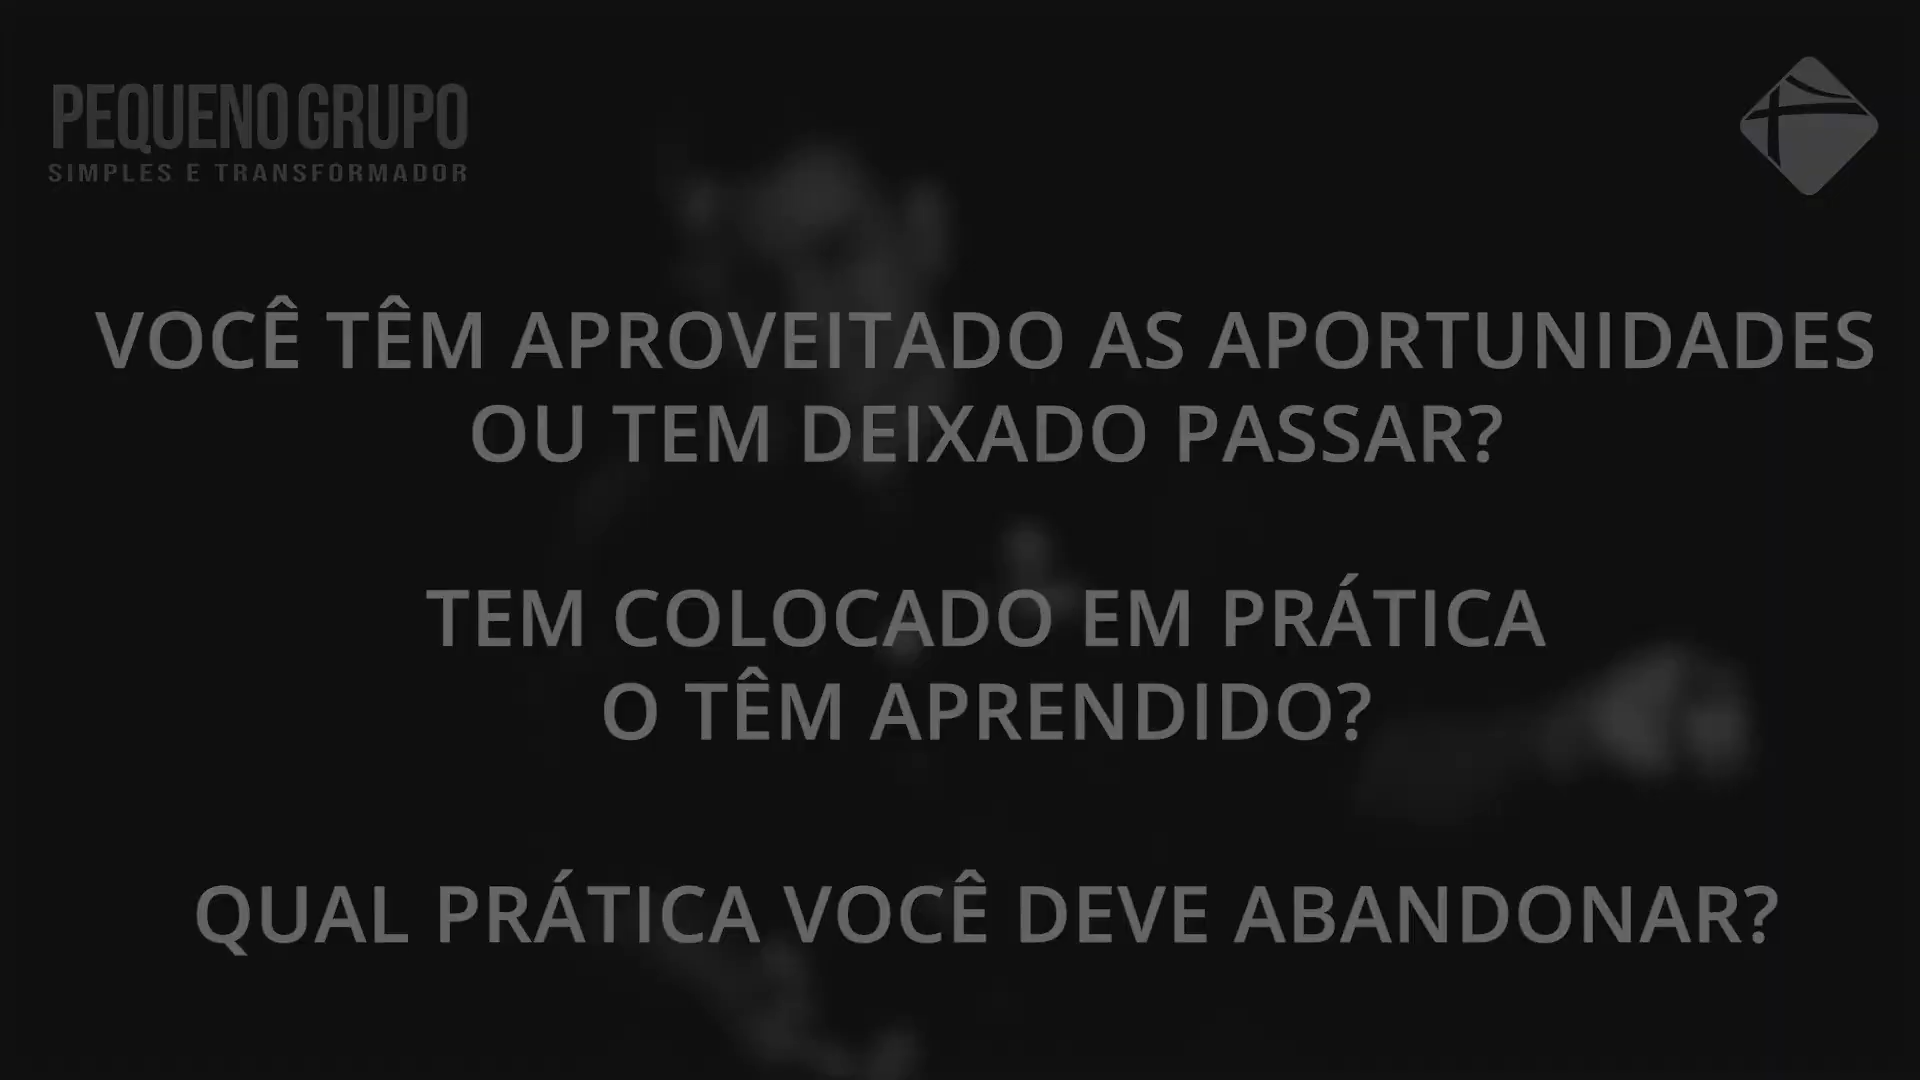 PEQUENO GRUPO
SIMPLES E TRANSFORMADOR
VOCÊ TÊM APROVEITADO AS APORTUNIDADES
OU TEM DEIXADO PASSAR?
TEM COLOCADO EM PRÁTICA
O TÊM APRENDIDO?
QUAL PRÁTICA VOCÊ DEVE ABANDONAR?